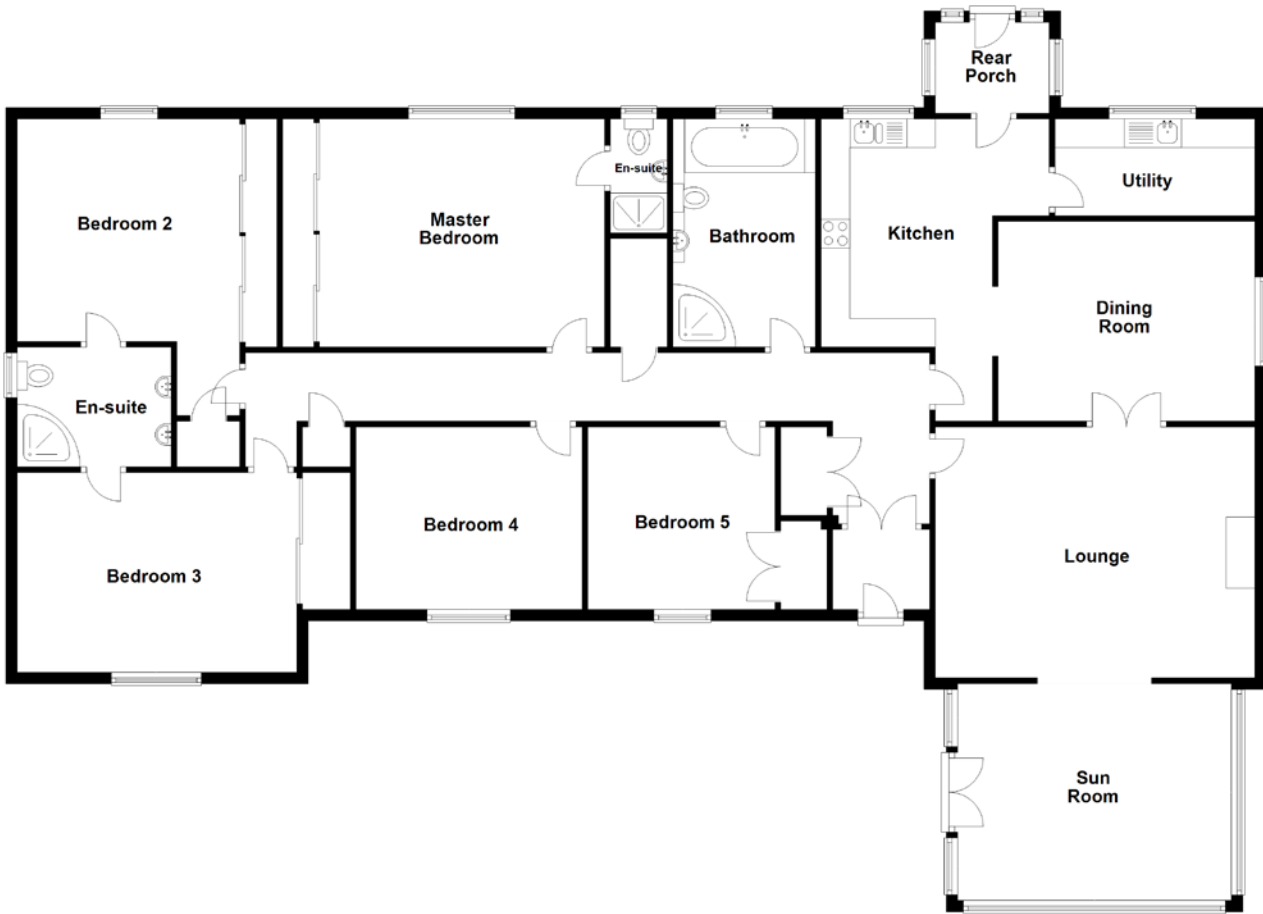 Rear
Porch
En-suite
Utility
Bedroom 2
Master
Bedroom
Bathroom
Kitchen
Dining
Room
En-suite
Bedroom 4
Bedroom 5
Lounge
Bedroom 3
Sun
Room